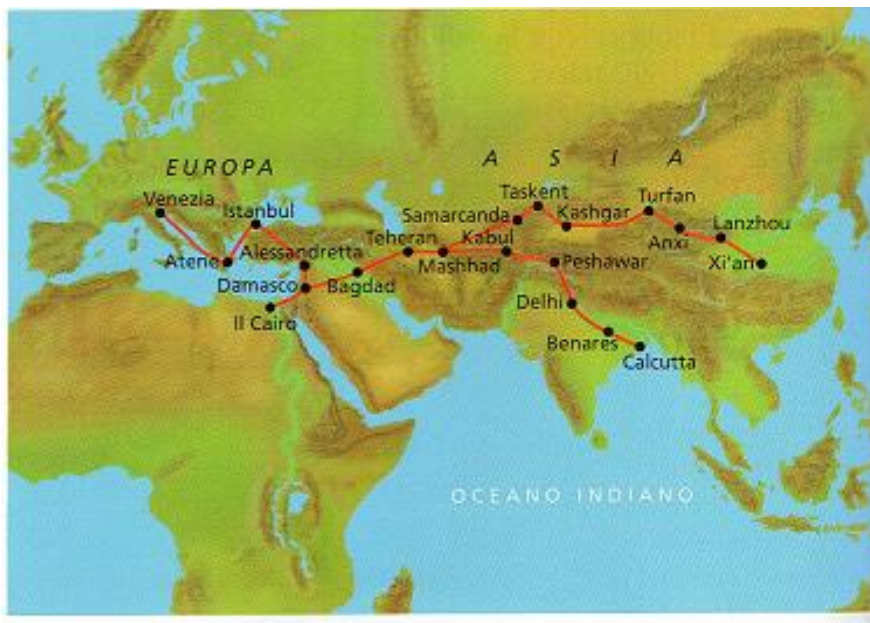 EUROPA
ASIA
Venezia
Istanbul
Taskent
Turfan
Samarcanda
Kashgar
Lanzhou
Atene
Alessandretta
Teheran
Kabul
Anxi
Mashhad
Peshawar
Xi'an
Damasco
Bagdad
Il Cairo
Delhi
Benares
Calcutta
OCEANO INDIANO